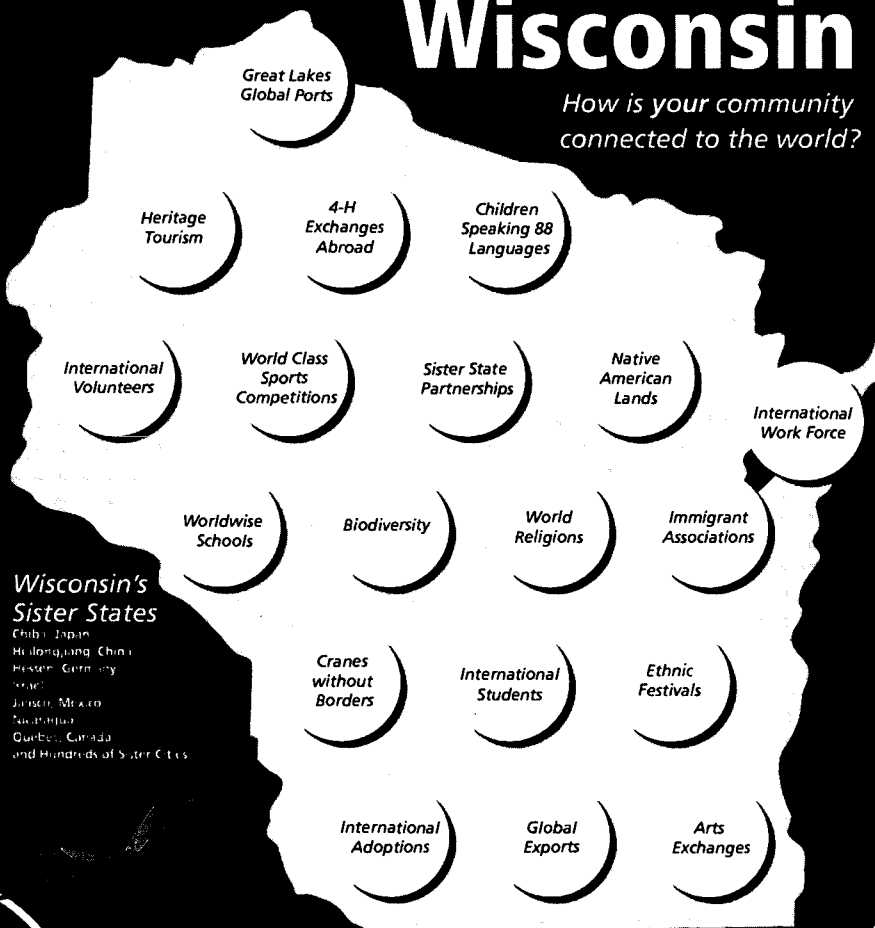 Wisconsin
How is your community
connected to the world?
Great Lakes
Global Ports
Heritage
Tourism
4-H
Exchanges
Abroad
Children
Speaking 88
Languages
International
Volunteers
World Class
Sports
Competitions
Sister State
Partnerships
Native
American
Lands
International
Work Force
Worldwise
Schools
Biodiversity
World
Religions
Immigrant
Associations
Wisconsin's
Sister States
Chiba, Japan
Heilongjiang, China
Hessen, Germany
Israel
Jalisco, Mexico
Nicaragua
Quebec, Canada
and Hundreds of Sister Cities
Cranes
without
Borders
International
Students
Ethnic
Festivals
International
Adoptions
Global
Exports
Arts
Exchanges